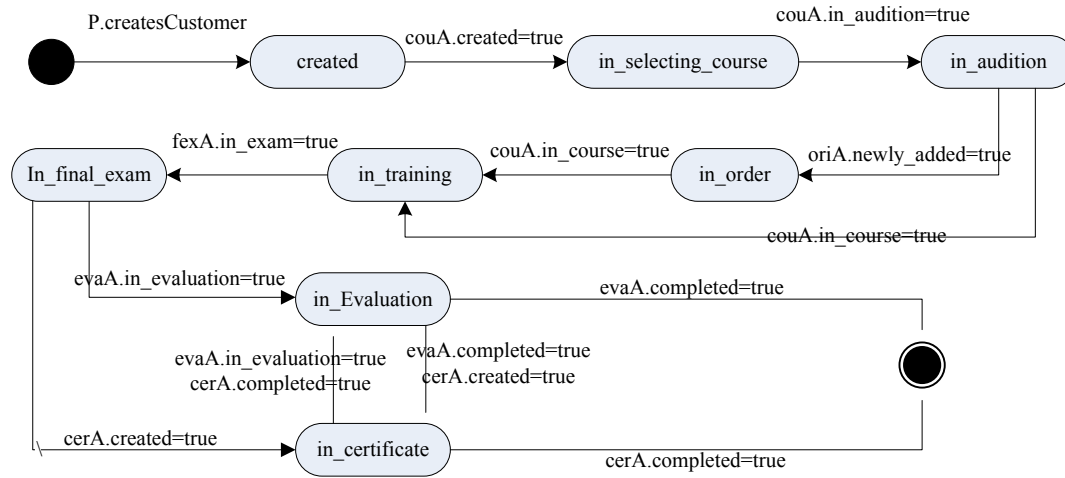 P.createsCustomer
couA.created=true
couA.in_audition=true
created
in_selecting_course
in_audition
fexA.in_exam=true
couA.in_course=true
oriA.newly_added=true
In_final_exam
in_training
in_order
couA.in_course=true
evaA.in_evaluation=true
in_Evaluation
evaA.completed=true
evaA.in_evaluation=true
cerA.completed=true
evaA.completed=true
cerA.created=true
cerA.created=true
in_certificate
cerA.completed=true